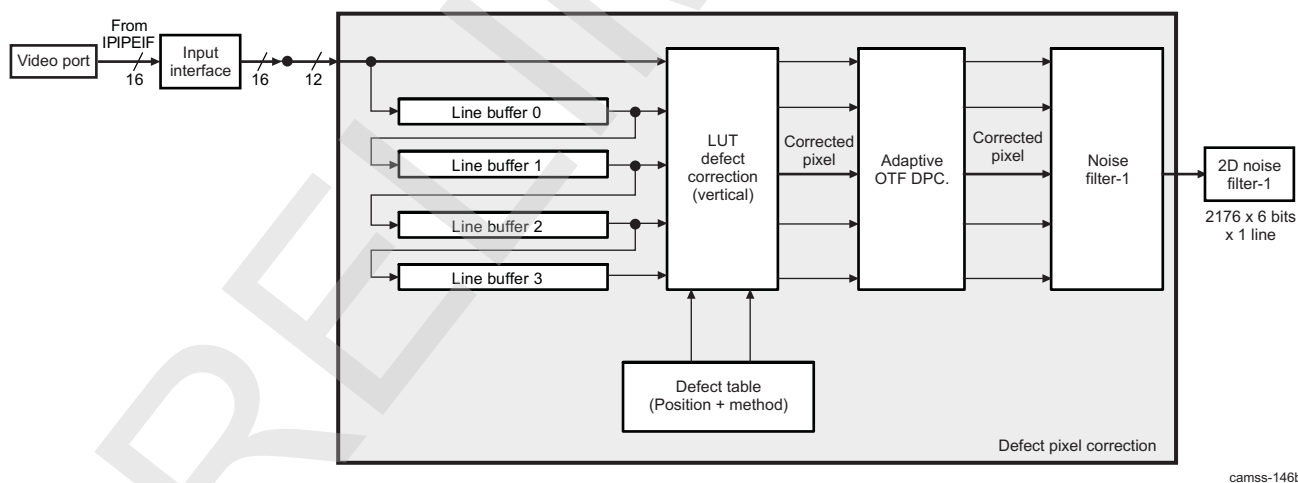 From
IPIPEIF
Video port
16
Input
interface
16
12
Line buffer 0
Line buffer 1
Line buffer 2
Line buffer 3
LUT
defect
correction
(vertical)
Corrected
pixel
Adaptive
OTF DPC.
Corrected
pixel
Noise
filter-1
2D noise
filter-1
2176 x 6 bits
x 1 line
Defect table
(Position + method)
Defect pixel correction
camss-146b